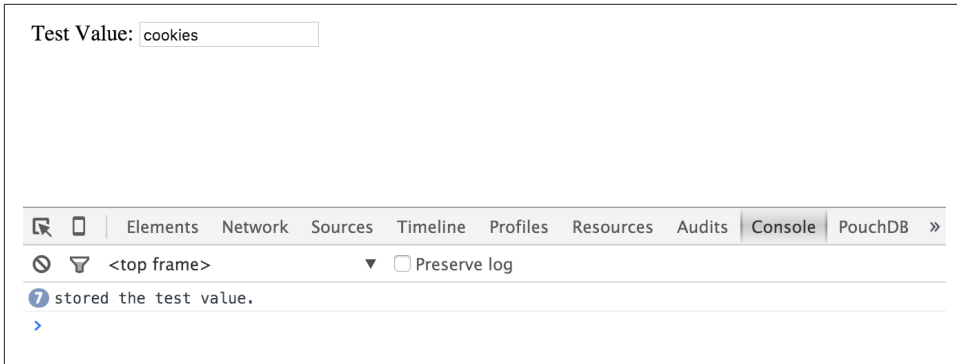 Test Value: cookies
Elements Network Sources Timeline Profiles Resources Audits Console PouchDB »
<top frame> ▼ Preserve log
7 stored the test value.
>